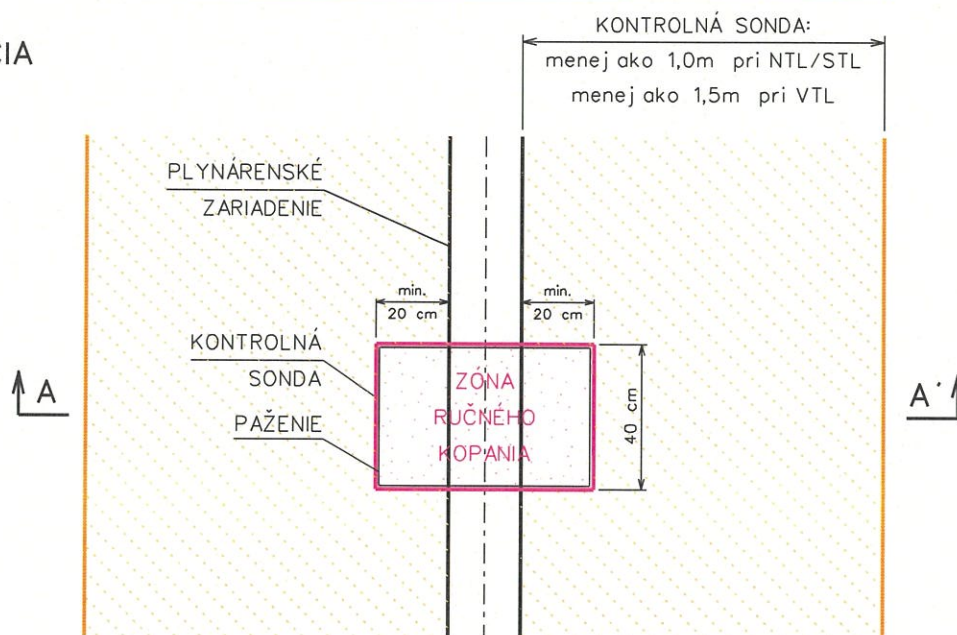 KONTROLNÁ SONDA:
menej ako 1,0m pri NTL/STL
menej ako 1,5m pri VTL
PLYNÁRENSKÉ
ZARIADENIE
min.
20 cm
min.
20 cm
KONTROLNÁ
SONDA
PAŽENIE
ZÓNA
RUČNÉHO
KOPANIA
40 cm
A
A´